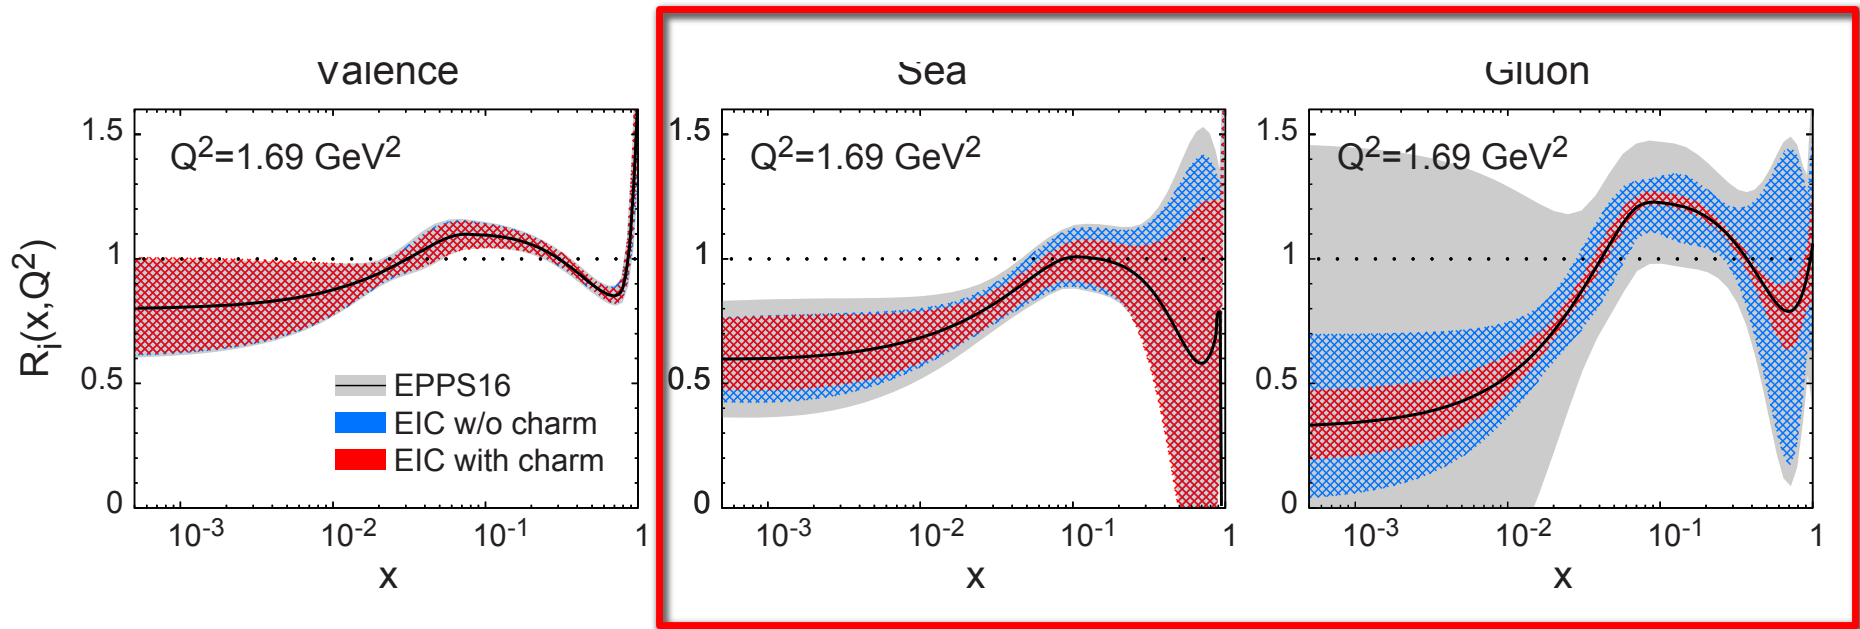 Valence
Sea
Gluon
R_i(x,Q²)
1.5
1
0.5
0
Q²=1.69 GeV²
EPPS16
EIC w/o charm
EIC with charm
10⁻³
10⁻²
10⁻¹
1
x
1.5
1
0.5
0
Q²=1.69 GeV²
10⁻³
10⁻²
10⁻¹
1
x
1.5
1
0.5
0
Q²=1.69 GeV²
10⁻³
10⁻²
10⁻¹
1
x